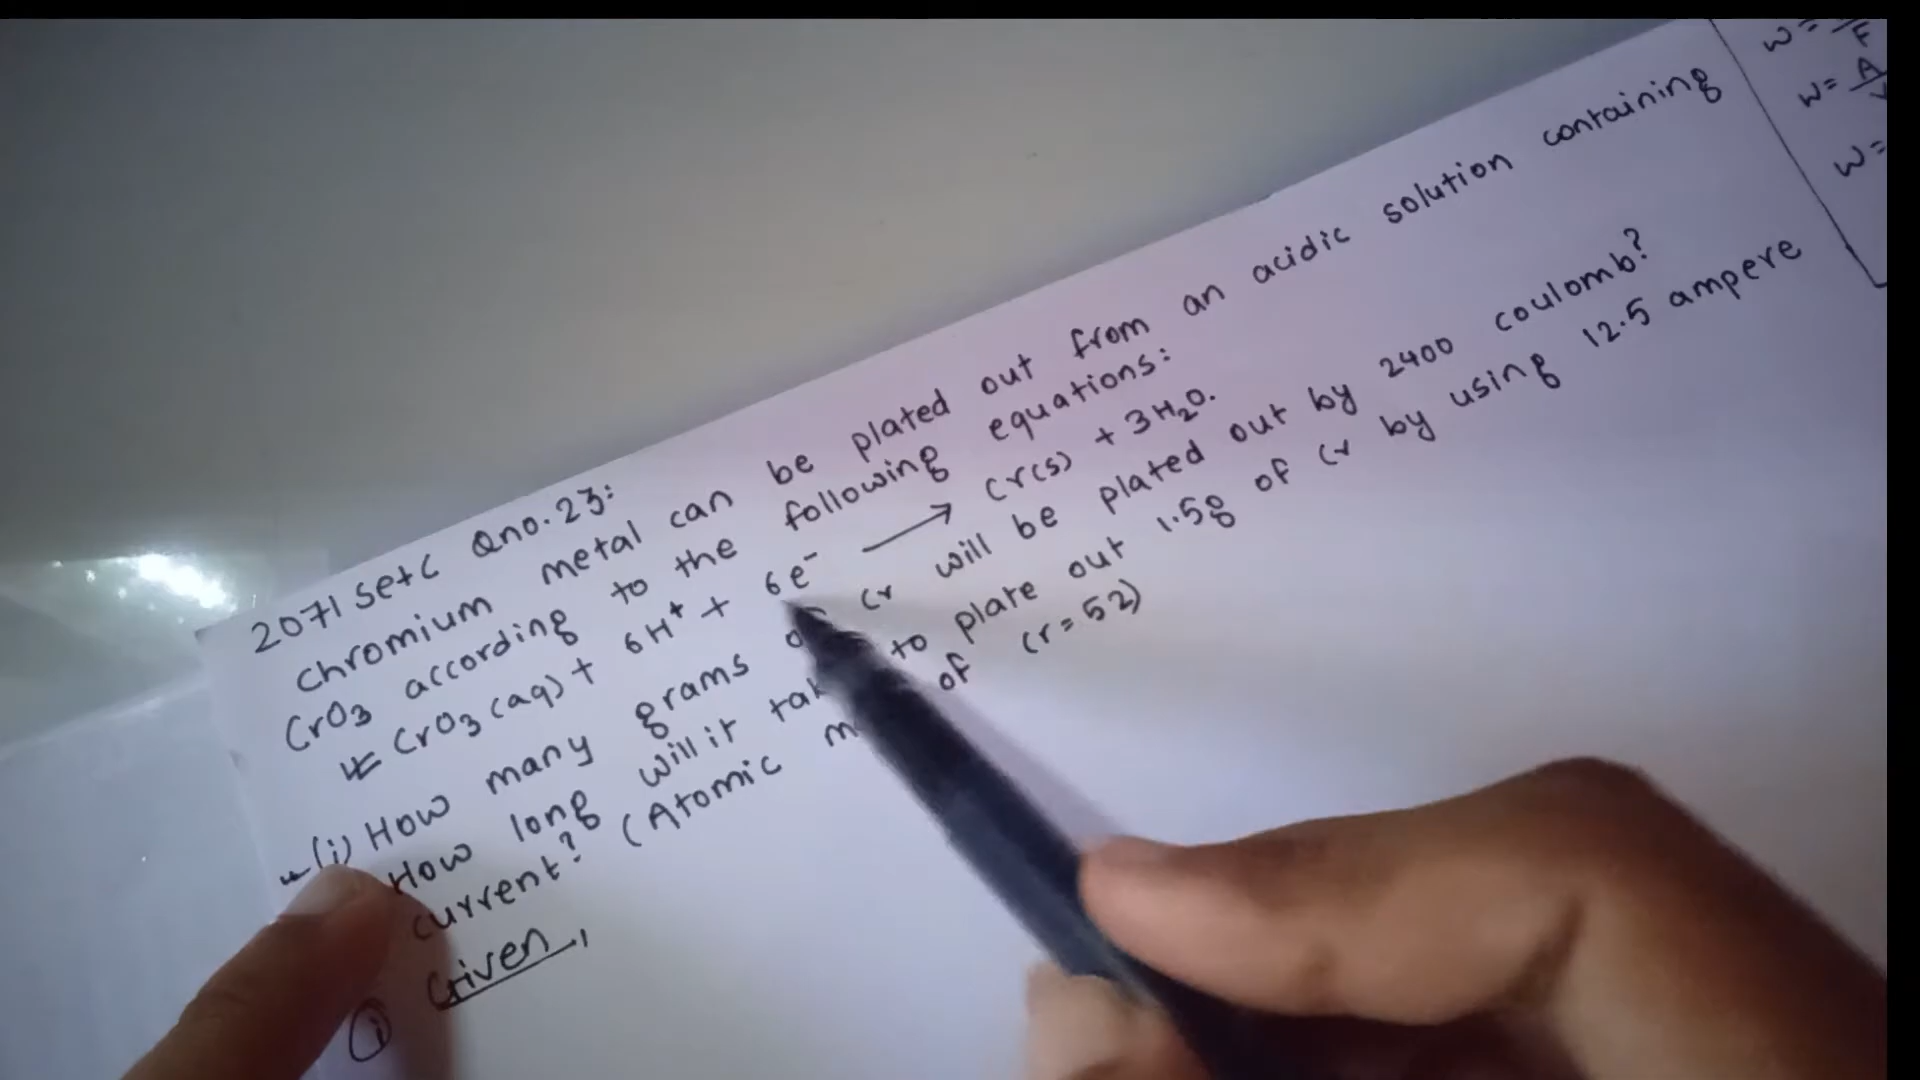 2071 Set C Qno. 23:
chromium metal can be plated out from an acidic solution containing
CrO3 according to the following equations:
CrO3 (aq) + 6H+ + 6e- → Cr(s) + 3H2O.
(i) How many grams Cr will be plated out by 2400 coulomb?
How long will it to plate out 1.5g of Cr by using 12.5 ampere
current? (Atomic of Cr = 52)
(i) Given,
W=
F
W= A
W=